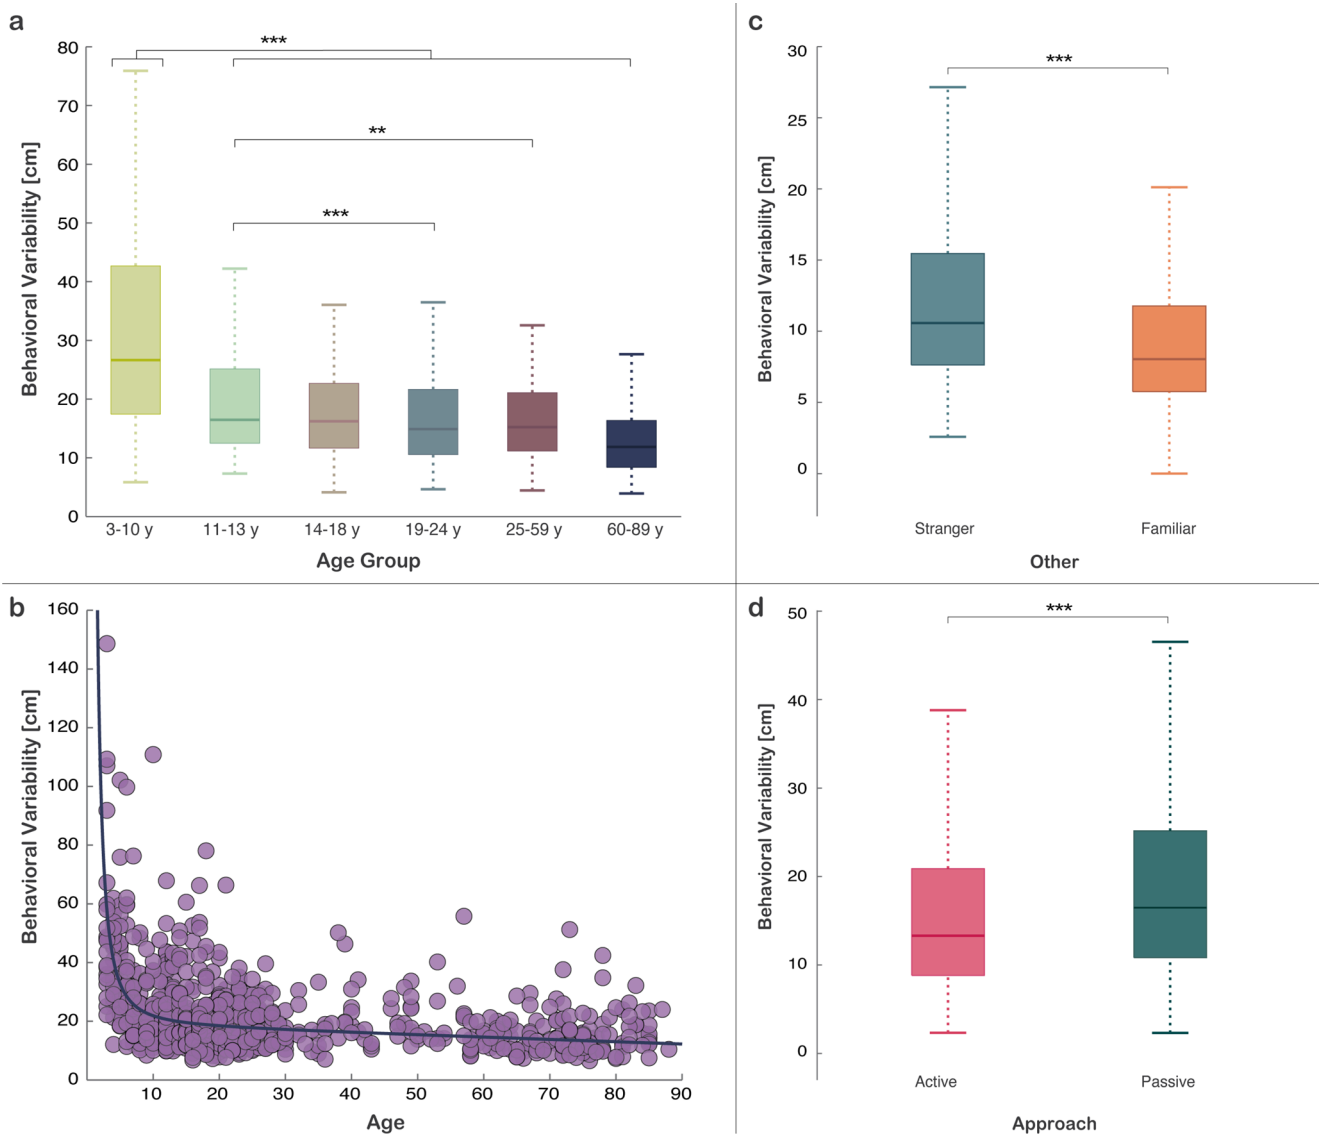 a
***
**
***
80
70
60
50
40
30
20
10
0
Behavioral Variability [cm]
3-10 y 11-13 y 14-18 y 19-24 y 25-59 y 60-89 y
Age Group
c
***
30
25
20
15
10
5
0
Behavioral Variability [cm]
Stranger Familiar
Other
b
160
140
120
100
80
60
40
20
0
Behavioral Variability [cm]
10 20 30 40 50 60 70 80 90
Age
d
***
50
40
30
20
10
0
Behavioral Variability [cm]
Active Passive
Approach